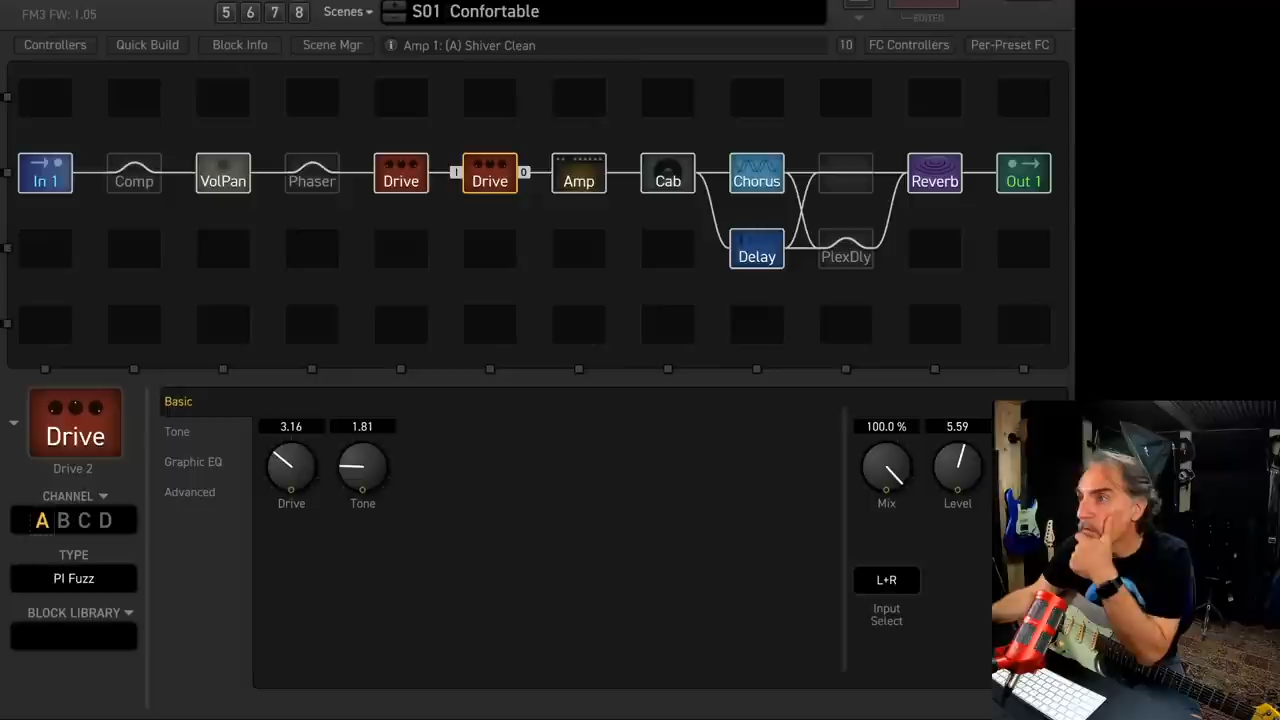 FM3 FW: 1.05
5 6 7 8
Scenes
S01 Confortable
EDITED
Controllers
Quick Build
Block Info
Scene Mgr
Amp 1: (A) Shiver Clean
10
FC Controllers
Per-Preset FC
In 1
Comp
VolPan
Phaser
Drive
I
Drive
O
Amp
Cab
Chorus
Reverb
Out 1
Delay
PlexDly
Drive
Drive 2
CHANNEL
A B C D
TYPE
PI Fuzz
BLOCK LIBRARY
Basic
Tone
Graphic EQ
Advanced
3.16
1.81
Drive
Tone
100.0 %
5.59
Mix
Level
L+R
Input
Select